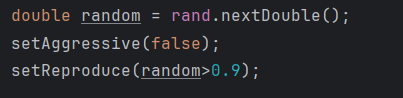 double random = rand.nextDouble();
setAggressive(false);
setReproduce(random>0.9);